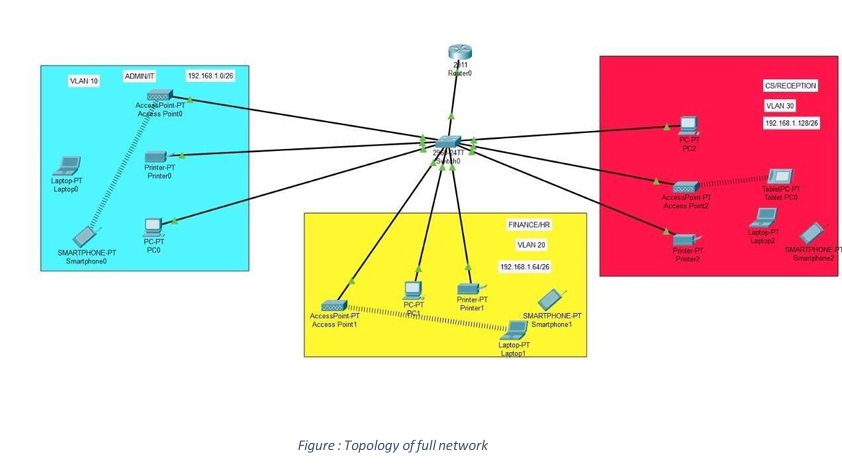 2911
Router0
2960-24TT
Switch0
VLAN 10
ADMIN/IT
192.168.1.0/26
AccessPoint-PT
Access Point0
Printer-PT
Printer0
Laptop-PT
Laptop0
PC-PT
PC0
SMARTPHONE-PT
Smartphone0
FINANCE/HR
VLAN 20
192.168.1.64/26
AccessPoint-PT
Access Point1
PC-PT
PC1
Printer-PT
Printer1
SMARTPHONE-PT
Smartphone1
Laptop-PT
Laptop1
CS/RECEPTION
VLAN 30
192.168.1.128/26
PC-PT
PC2
AccessPoint-PT
Access Point2
TabletPC-PT
Tablet PC0
Laptop-PT
Laptop2
SMARTPHONE-PT
Smartphone2
Printer-PT
Printer2
Figure : Topology of full network